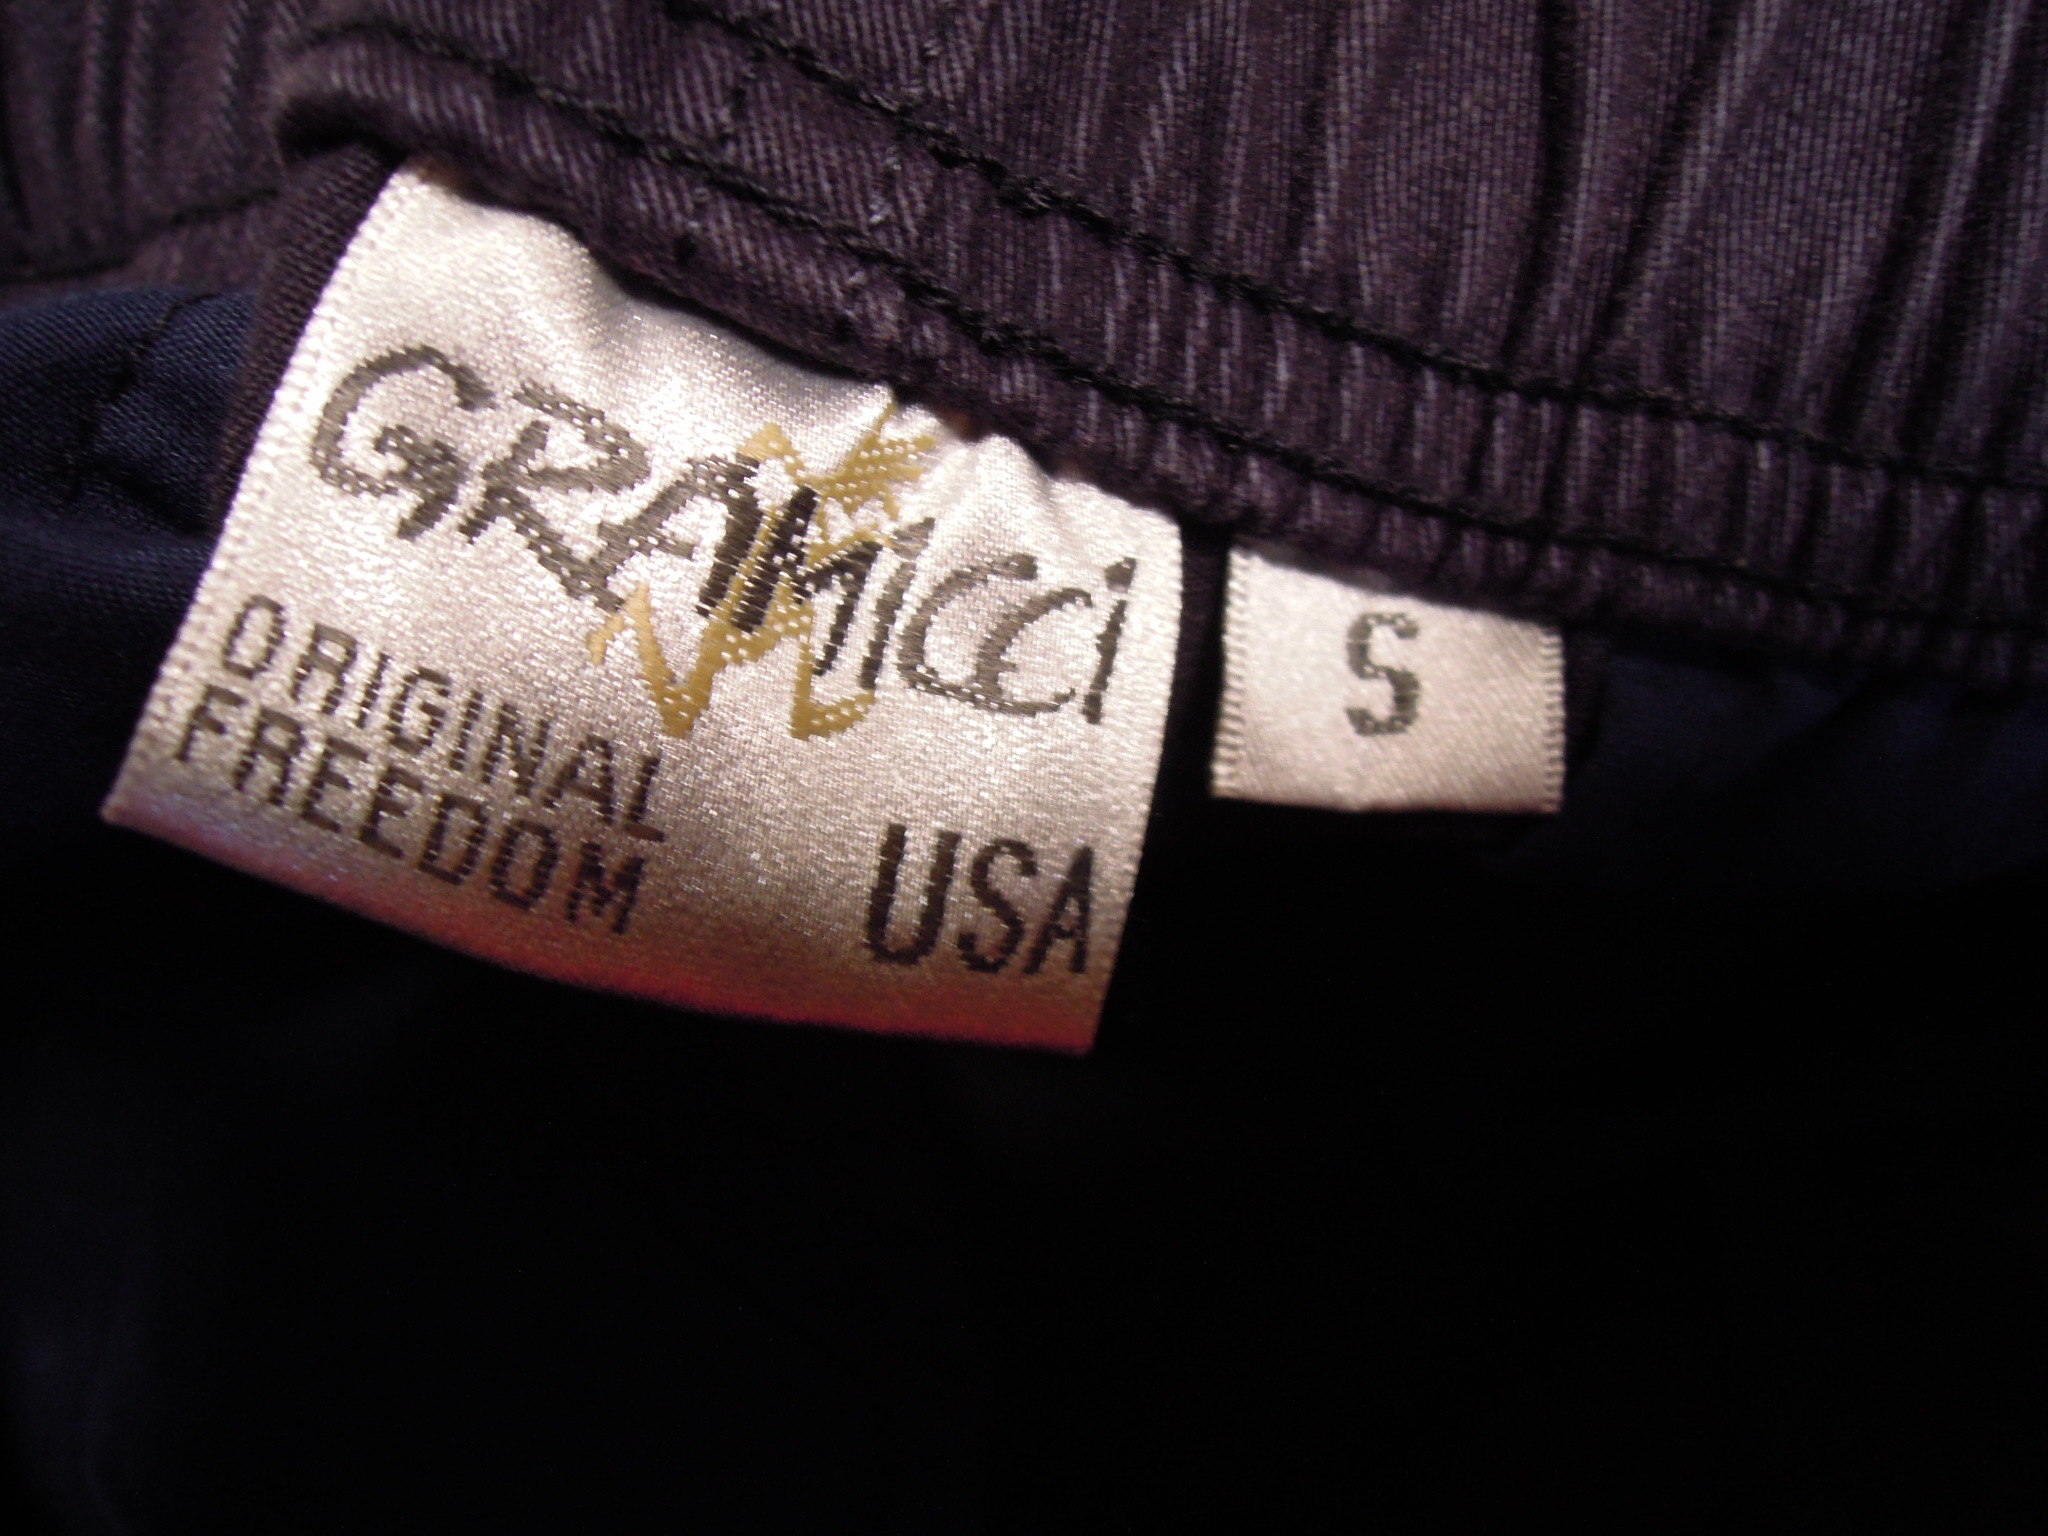 GRAMicci
ORIGINAL
FREEDOM
USA
S